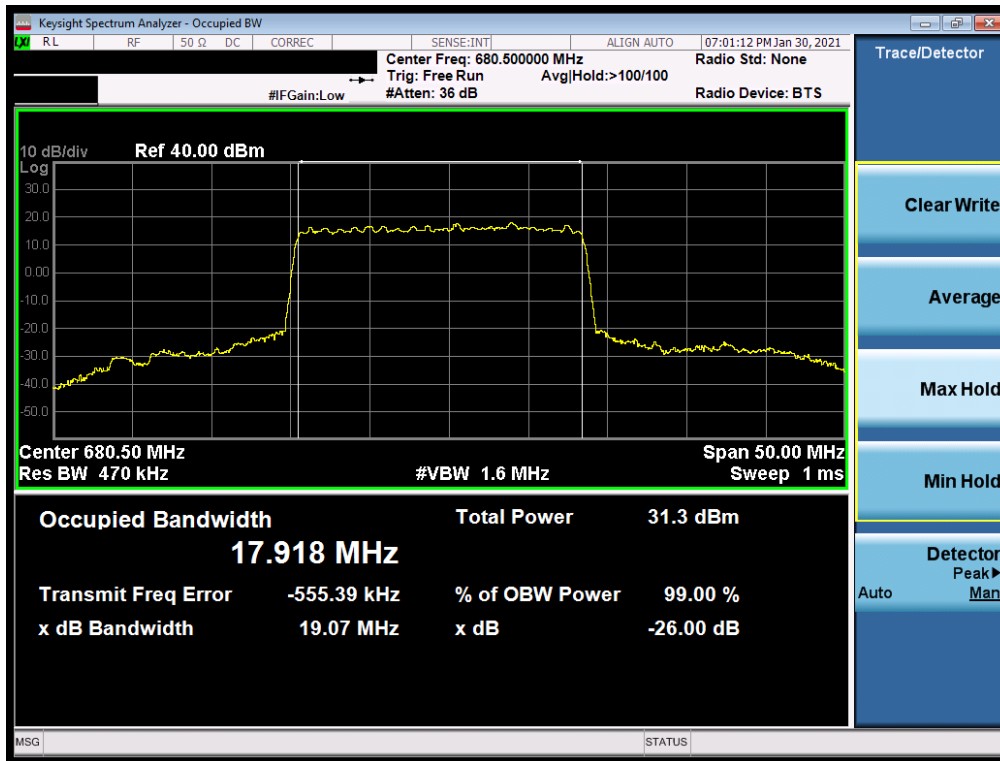 Keysight Spectrum Analyzer - Occupied BW
LXI RL RF 50 Ω DC CORREC SENSE:INT ALIGN AUTO 07:01:12 PM Jan 30, 2021
Center Freq: 680.500000 MHz Radio Std: None
Trig: Free Run Avg|Hold:>100/100
#IFGain:Low #Atten: 36 dB Radio Device: BTS
Trace/Detector
10 dB/div Ref 40.00 dBm
Log
30.0
20.0
10.0
0.00
-10.0
-20.0
-30.0
-40.0
-50.0
Center 680.50 MHz Span 50.00 MHz
Res BW 470 kHz #VBW 1.6 MHz Sweep 1 ms
Occupied Bandwidth Total Power 31.3 dBm
17.918 MHz
Transmit Freq Error -555.39 kHz % of OBW Power 99.00 %
x dB Bandwidth 19.07 MHz x dB -26.00 dB
Clear Write
Average
Max Hold
Min Hold
Detector
Peak
Auto Man
MSG STATUS